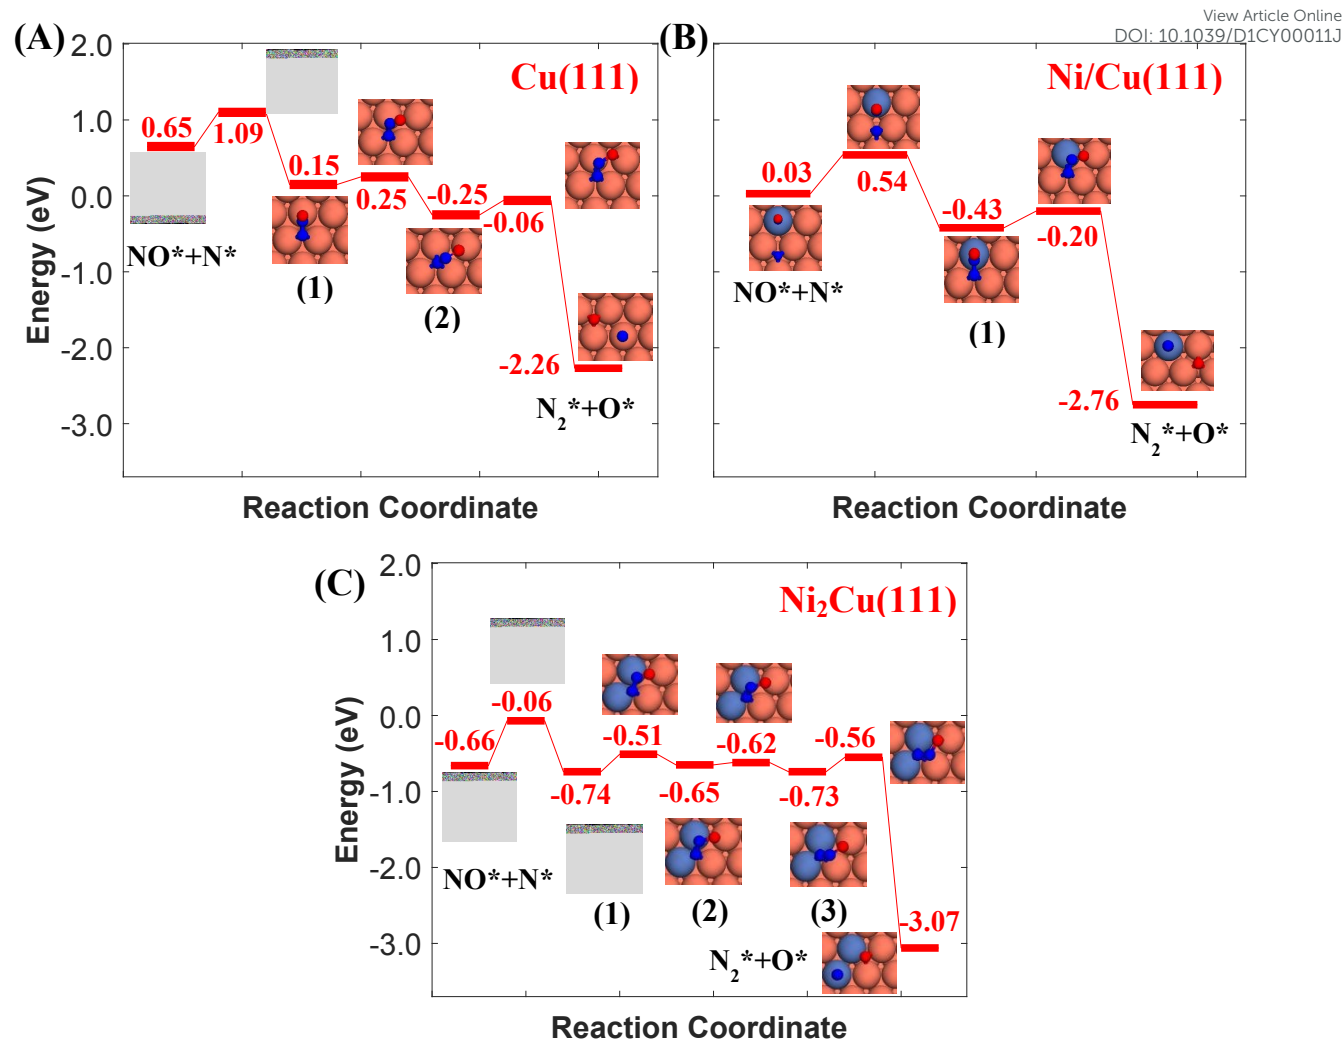 View Article Online
DOI: 10.1039/D1CY00011J
(A)
Cu(111)
2.0
1.0
0.0
-1.0
-2.0
-3.0
Energy (eV)
0.65
1.09
0.15
0.25
-0.25
-0.06
-2.26
NO*+N*
(1)
(2)
N2*+O*
Reaction Coordinate
(B)
Ni/Cu(111)
0.03
0.54
-0.43
-0.20
-2.76
NO*+N*
(1)
N2*+O*
Reaction Coordinate
(C)
Ni2Cu(111)
2.0
1.0
0.0
-1.0
-2.0
-3.0
Energy (eV)
-0.66
-0.06
-0.74
-0.51
-0.65
-0.62
-0.73
-0.56
-3.07
NO*+N*
(1)
(2)
(3)
N2*+O*
Reaction Coordinate